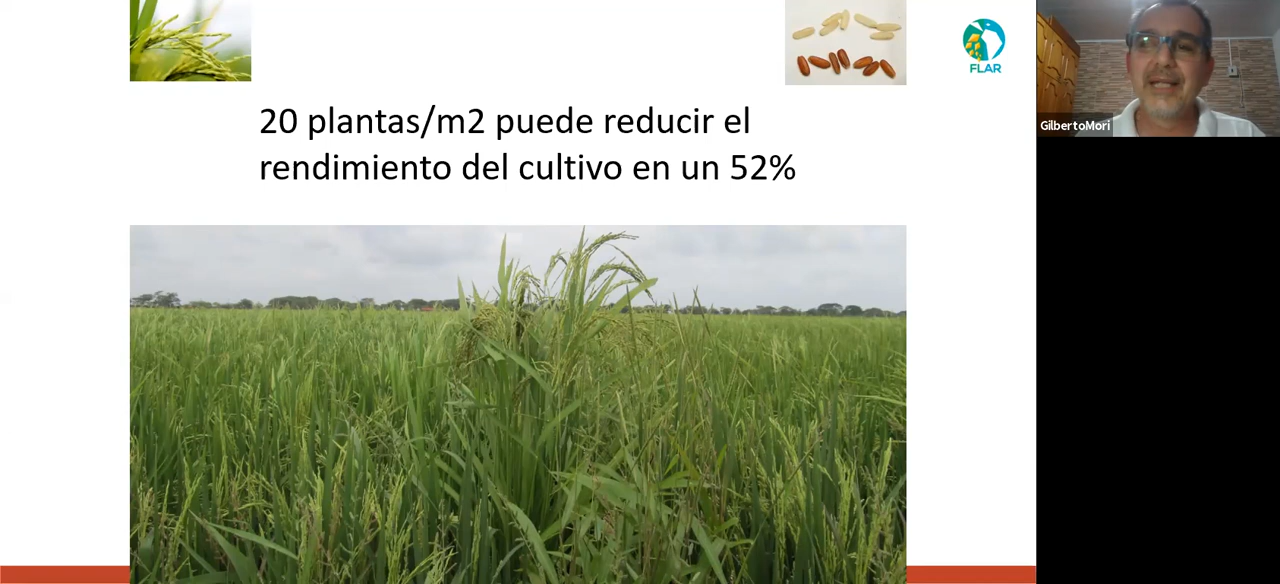 20 plantas/m2 puede reducir el
rendimiento del cultivo en un 52%
FLAR
GilbertoMori